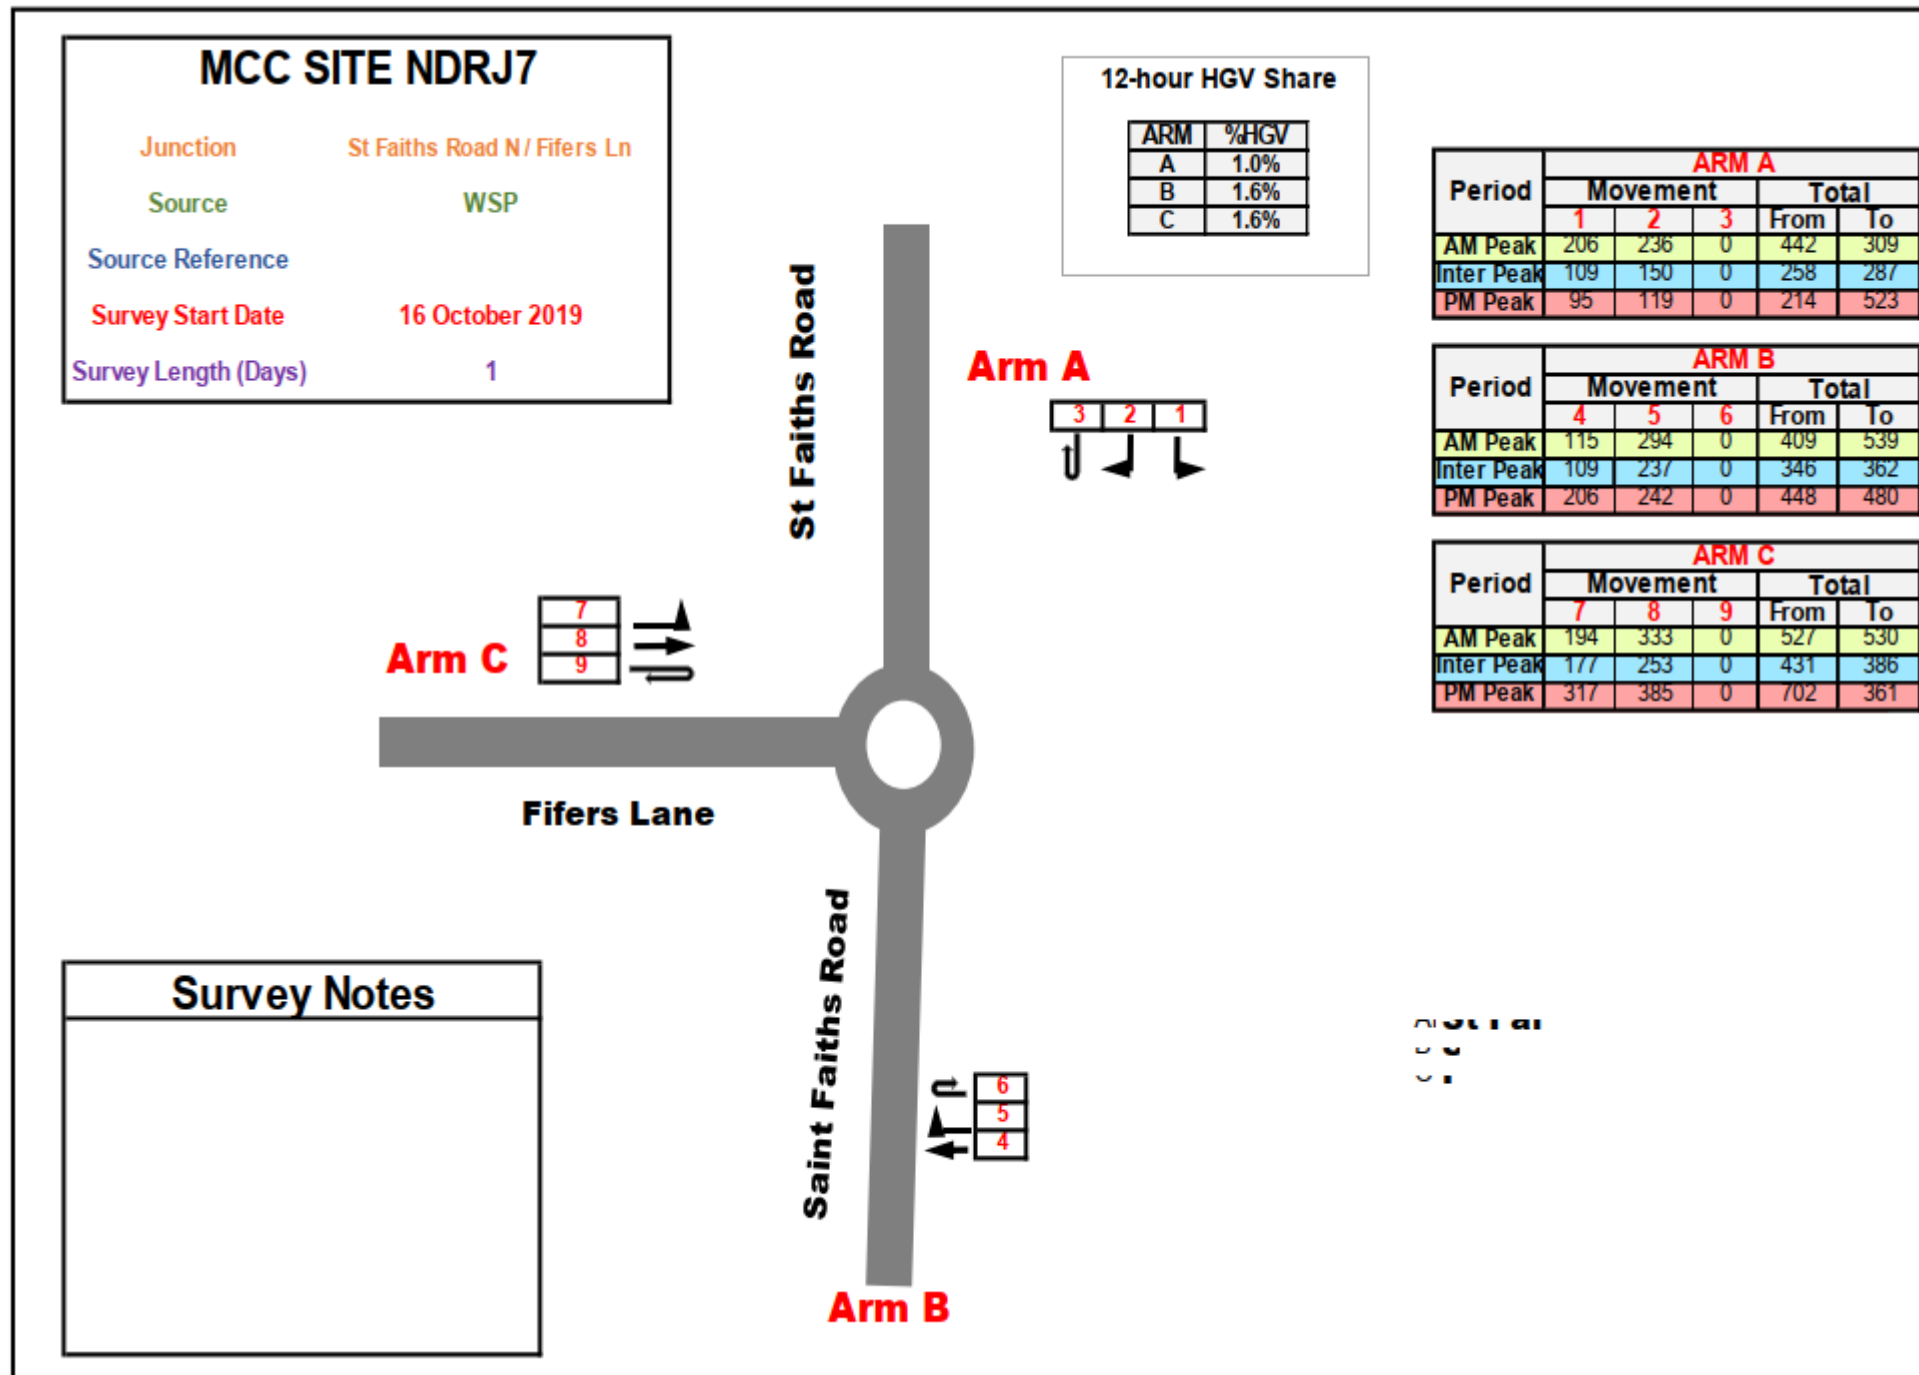 MCC SITE NDRJ7
Junction St Faiths Road N / Fifers Ln
Source WSP
Source Reference
Survey Start Date 16 October 2019
Survey Length (Days) 1
12-hour HGV Share
ARM %HGV
A 1.0%
B 1.6%
C 1.6%
Period ARM A
Movement Total
1 2 3 From To
AM Peak 206 236 0 442 309
Inter Peak 109 150 0 258 287
PM Peak 95 119 0 214 523
Period ARM B
Movement Total
4 5 6 From To
AM Peak 115 294 0 409 539
Inter Peak 109 237 0 346 362
PM Peak 206 242 0 448 480
Period ARM C
Movement Total
7 8 9 From To
AM Peak 194 333 0 527 530
Inter Peak 177 253 0 431 386
PM Peak 317 385 0 702 361
St Faiths Road
Arm A
3 2 1
Arm C
7
8
9
Fifers Lane
Saint Faiths Road
6
5
4
Arm B
Survey Notes